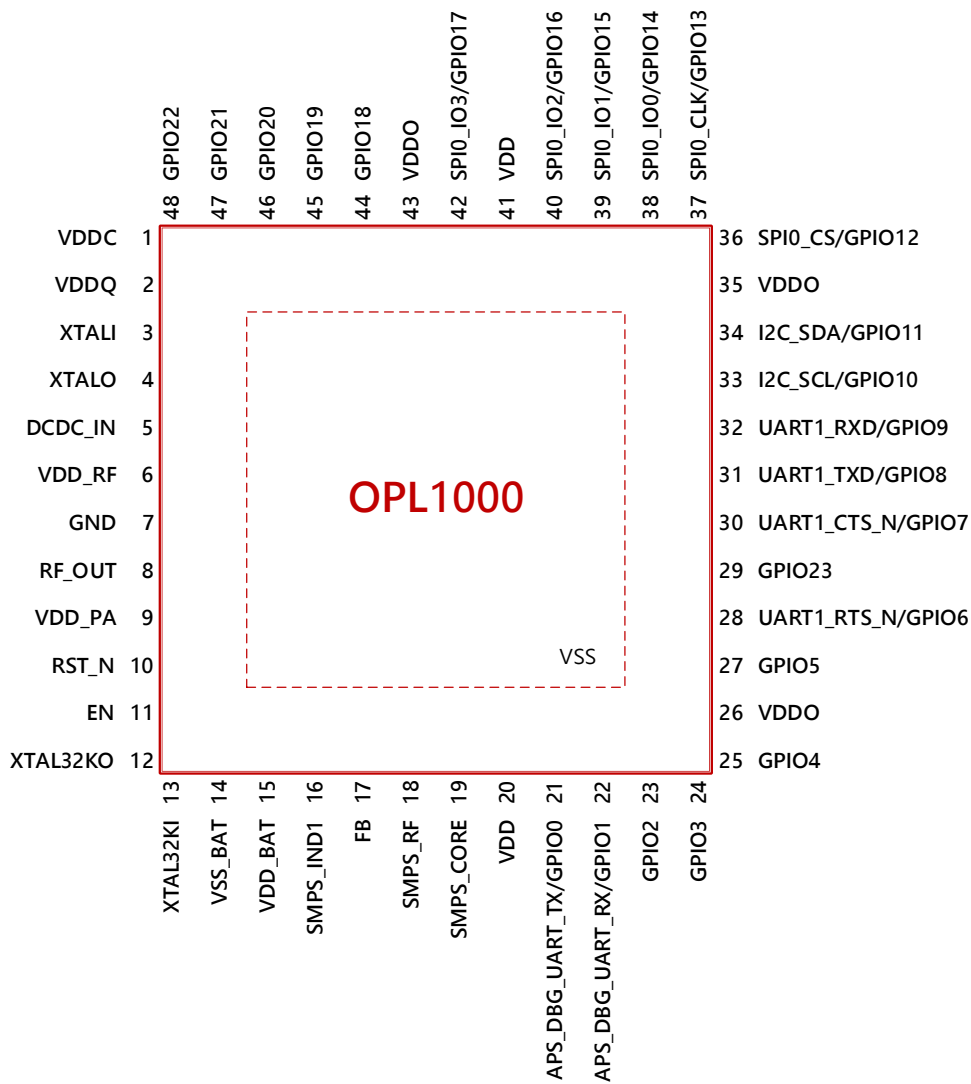 48 GPIO22
47 GPIO21
46 GPIO20
45 GPIO19
44 GPIO18
43 VDDO
42 SPI0_IO3/GPIO17
41 VDD
40 SPI0_IO2/GPIO16
39 SPI0_IO1/GPIO15
38 SPI0_IO0/GPIO14
37 SPI0_CLK/GPIO13
VDDC 1
VDDQ 2
XTALI 3
XTALO 4
DCDC_IN 5
VDD_RF 6
GND 7
RF_OUT 8
VDD_PA 9
RST_N 10
EN 11
XTAL32KO 12
OPL1000
VSS
36 SPI0_CS/GPIO12
35 VDDO
34 I2C_SDA/GPIO11
33 I2C_SCL/GPIO10
32 UART1_RXD/GPIO9
31 UART1_TXD/GPIO8
30 UART1_CTS_N/GPIO7
29 GPIO23
28 UART1_RTS_N/GPIO6
27 GPIO5
26 VDDO
25 GPIO4
XTAL32KI 13
VSS_BAT 14
VDD_BAT 15
SMPS_IND1 16
FB 17
SMPS_RF 18
SMPS_CORE 19
VDD 20
APS_DBG_UART_TX/GPIO0 21
APS_DBG_UART_RX/GPIO1 22
GPIO2 23
GPIO3 24